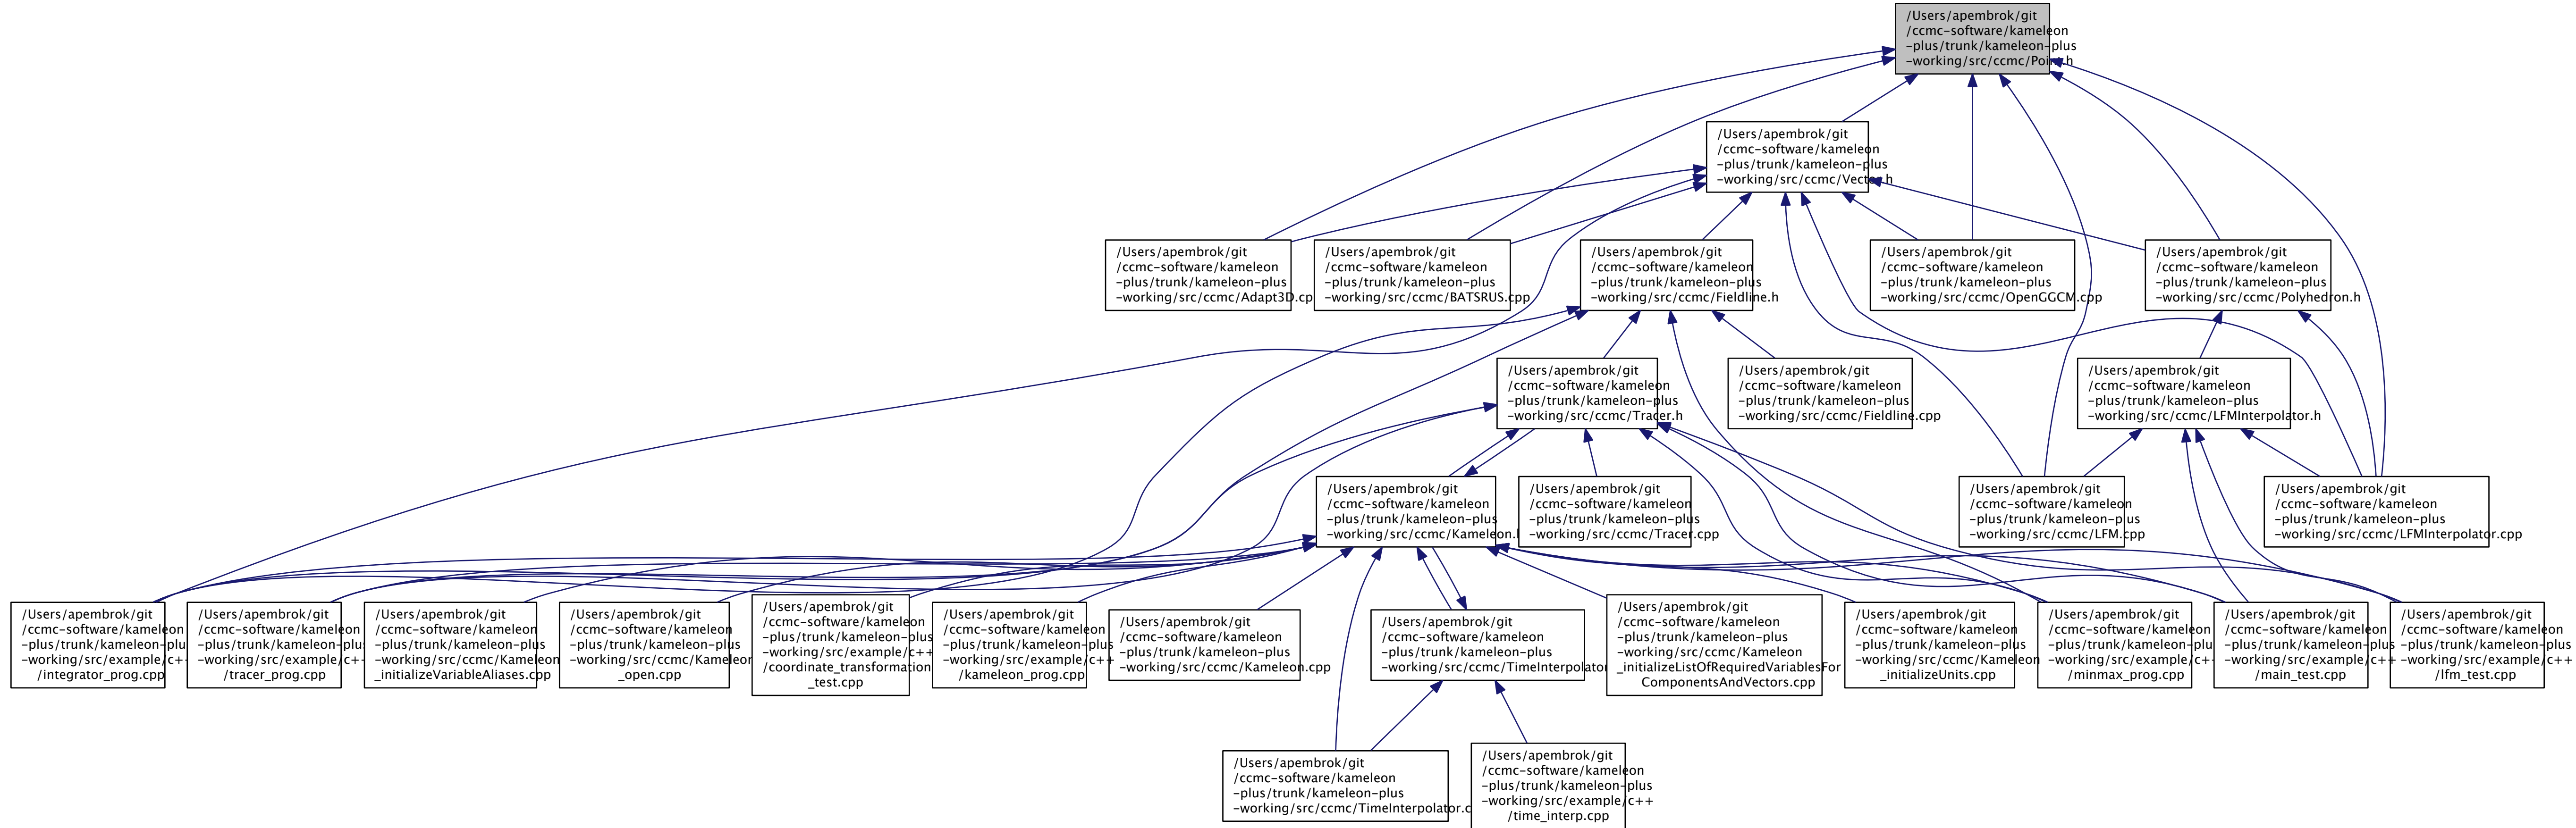 /Users/apembrok/git
/ccmc-software/kameleon
-plus/trunk/kameleon-plus
-working/src/ccmc/Point.h
/Users/apembrok/git
/ccmc-software/kameleon
-plus/trunk/kameleon-plus
-working/src/ccmc/Vector.h
/Users/apembrok/git
/ccmc-software/kameleon
-plus/trunk/kameleon-plus
-working/src/ccmc/Adapt3D.cpp
/Users/apembrok/git
/ccmc-software/kameleon
-plus/trunk/kameleon-plus
-working/src/ccmc/BATSRUS.cpp
/Users/apembrok/git
/ccmc-software/kameleon
-plus/trunk/kameleon-plus
-working/src/ccmc/Fieldline.h
/Users/apembrok/git
/ccmc-software/kameleon
-plus/trunk/kameleon-plus
-working/src/ccmc/OpenGGCM.cpp
/Users/apembrok/git
/ccmc-software/kameleon
-plus/trunk/kameleon-plus
-working/src/ccmc/Polyhedron.h
/Users/apembrok/git
/ccmc-software/kameleon
-plus/trunk/kameleon-plus
-working/src/ccmc/Tracer.h
/Users/apembrok/git
/ccmc-software/kameleon
-plus/trunk/kameleon-plus
-working/src/ccmc/Fieldline.cpp
/Users/apembrok/git
/ccmc-software/kameleon
-plus/trunk/kameleon-plus
-working/src/ccmc/LFMInterpolator.h
/Users/apembrok/git
/ccmc-software/kameleon
-plus/trunk/kameleon-plus
-working/src/ccmc/Kameleon.h
/Users/apembrok/git
/ccmc-software/kameleon
-plus/trunk/kameleon-plus
-working/src/ccmc/Tracer.cpp
/Users/apembrok/git
/ccmc-software/kameleon
-plus/trunk/kameleon-plus
-working/src/ccmc/LFM.cpp
/Users/apembrok/git
/ccmc-software/kameleon
-plus/trunk/kameleon-plus
-working/src/ccmc/LFMInterpolator.cpp
/Users/apembrok/git
/ccmc-software/kameleon
-plus/trunk/kameleon-plus
-working/src/example/c++
/integrator_prog.cpp
/Users/apembrok/git
/ccmc-software/kameleon
-plus/trunk/kameleon-plus
-working/src/example/c++
/tracer_prog.cpp
/Users/apembrok/git
/ccmc-software/kameleon
-plus/trunk/kameleon-plus
-working/src/ccmc/Kameleon
_initializeVariableAliases.cpp
/Users/apembrok/git
/ccmc-software/kameleon
-plus/trunk/kameleon-plus
-working/src/ccmc/Kameleon
_open.cpp
/Users/apembrok/git
/ccmc-software/kameleon
-plus/trunk/kameleon-plus
-working/src/example/c++
/coordinate_transformation
_test.cpp
/Users/apembrok/git
/ccmc-software/kameleon
-plus/trunk/kameleon-plus
-working/src/example/c++
/kameleon_prog.cpp
/Users/apembrok/git
/ccmc-software/kameleon
-plus/trunk/kameleon-plus
-working/src/ccmc/Kameleon.cpp
/Users/apembrok/git
/ccmc-software/kameleon
-plus/trunk/kameleon-plus
-working/src/ccmc/TimeInterpolator
/Users/apembrok/git
/ccmc-software/kameleon
-plus/trunk/kameleon-plus
-working/src/ccmc/Kameleon
_initializeListOfRequiredVariablesFor
ComponentsAndVectors.cpp
/Users/apembrok/git
/ccmc-software/kameleon
-plus/trunk/kameleon-plus
-working/src/ccmc/Kameleon
_initializeUnits.cpp
/Users/apembrok/git
/ccmc-software/kameleon
-plus/trunk/kameleon-plus
-working/src/example/c++
/minmax_prog.cpp
/Users/apembrok/git
/ccmc-software/kameleon
-plus/trunk/kameleon-plus
-working/src/example/c++
/main_test.cpp
/Users/apembrok/git
/ccmc-software/kameleon
-plus/trunk/kameleon-plus
-working/src/example/c++
/lfm_test.cpp
/Users/apembrok/git
/ccmc-software/kameleon
-plus/trunk/kameleon-plus
-working/src/ccmc/TimeInterpolator.c
/Users/apembrok/git
/ccmc-software/kameleon
-plus/trunk/kameleon-plus
-working/src/example/c++
/time_interp.cpp